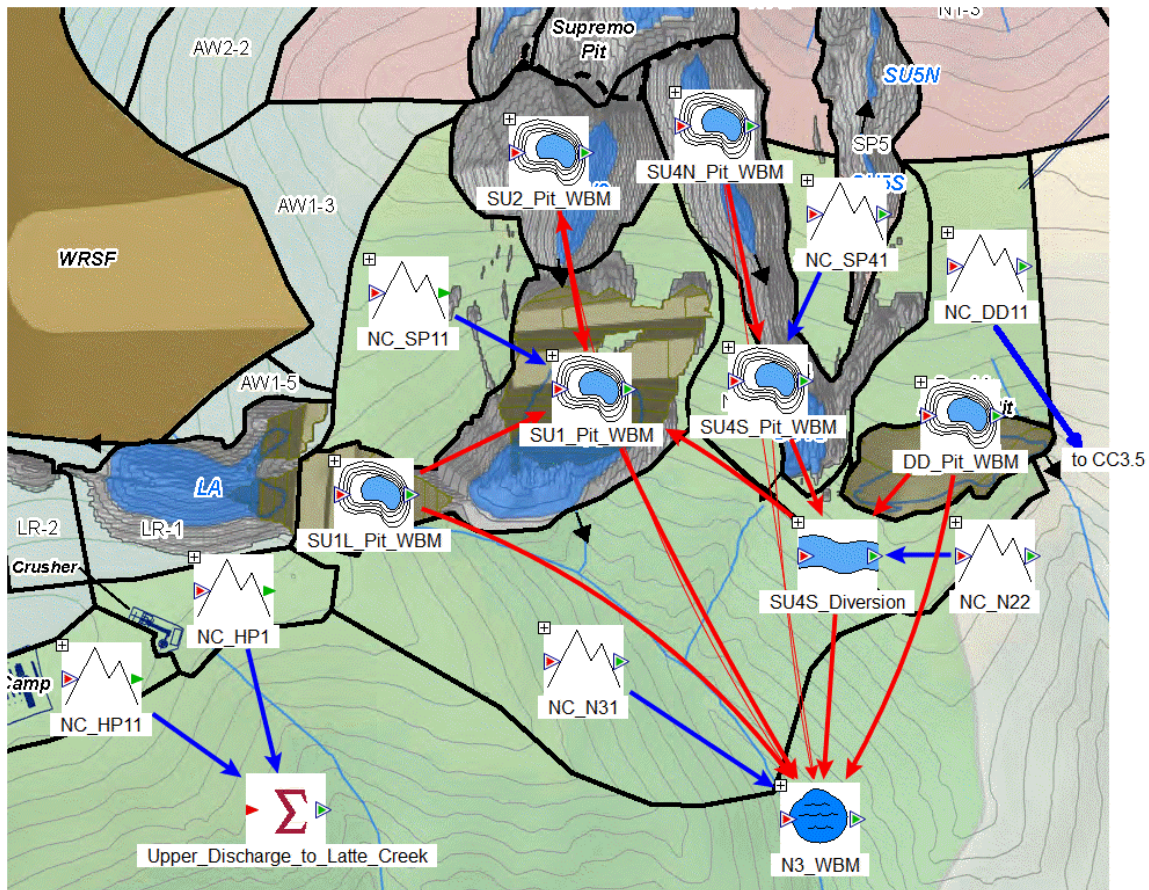 N1-3
AW2-2
Supremo
Pit
SU5N
SP5
SU2_Pit_WBM
SU4N_Pit_WBM
AW1-3
WRSF
NC_SP41
NC_DD11
NC_SP11
AW1-5
SU1_Pit_WBM
SU4S_Pit_WBM
DD_Pit_WBM
to CC3.5
LA
LR-2
LR-1
SU1L_Pit_WBM
Crusher
NC_HP1
SU4S_Diversion
NC_N22
Camp
NC_HP11
NC_N31
Upper_Discharge_to_Latte_Creek
N3_WBM